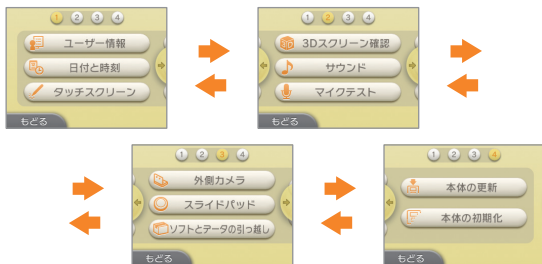 1 2 3 4
ユーザー情報
日付と時刻
タッチスクリーン
もどる
1 2 3 4
3Dスクリーン確認
サウンド
マイクテスト
もどる
1 2 3 4
外側カメラ
スライドパッド
ソフトとデータの引っ越し
もどる
1 2 3 4
本体の更新
本体の初期化
もどる